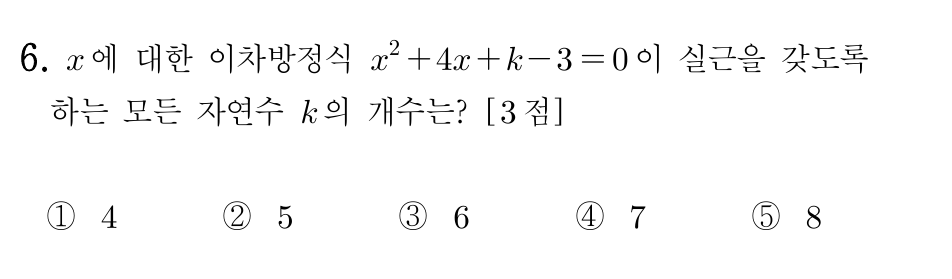 6. x에 대한 이차방정식 x²+4x+k−3=0이 실근을 갖도록
하는 모든 자연수 k의 개수는? [3점]
① 4 ② 5 ③ 6 ④ 7 ⑤ 8